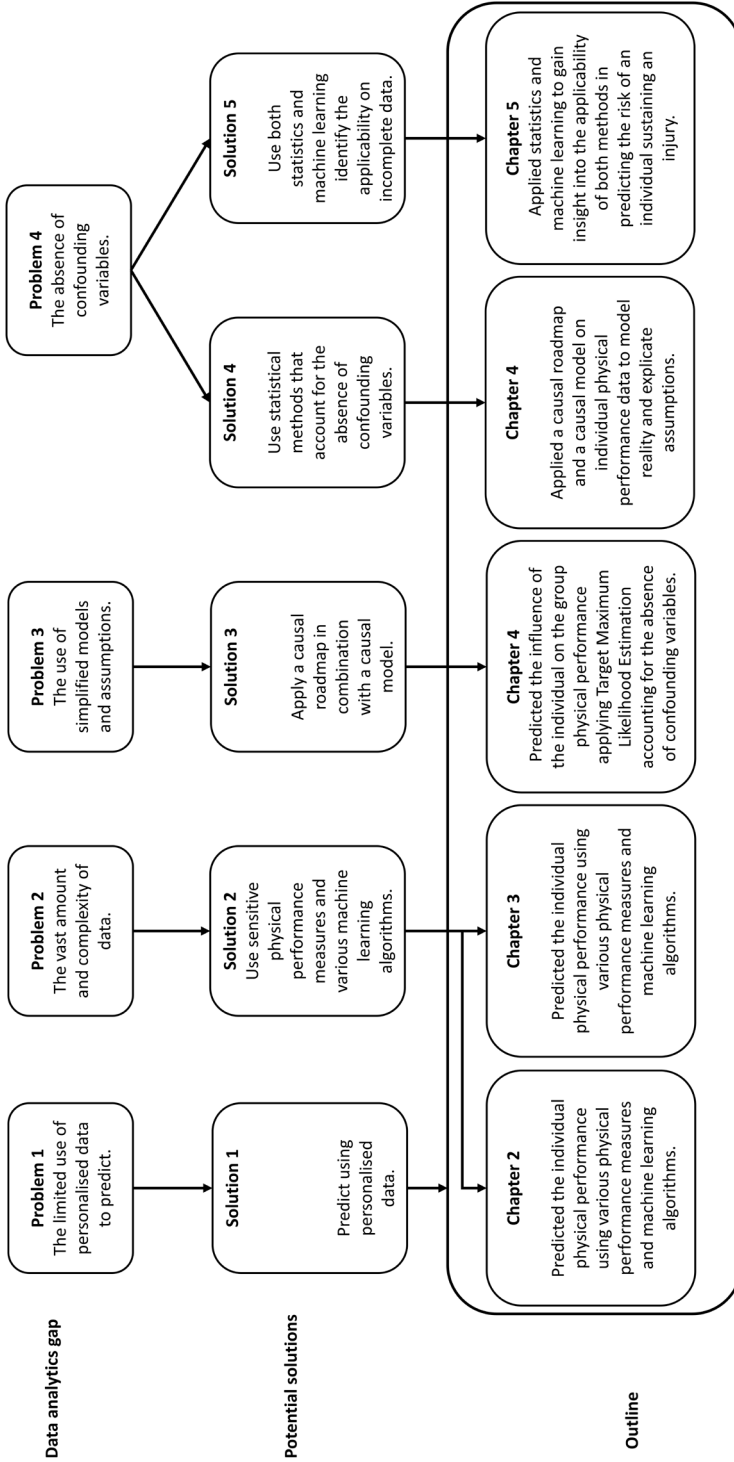 Data analytics gap
Problem 1
The limited use of
personalised data
to predict.
Problem 2
The vast amount
and complexity of
data.
Problem 3
The use of
simplified models
and assumptions.
Problem 4
The absence of
confounding
variables.
Potential solutions
Solution 1
Predict using
personalised
data.
Solution 2
Use sensitive
physical
performance
measures and
various machine
learning
algorithms.
Solution 3
Apply a causal
roadmap in
combination
with a causal
model.
Solution 4
Use statistical
methods that
account for the
absence of
confounding
variables.
Solution 5
Use both
statistics and
machine learning
identify the
applicability on
incomplete data.
Outline
Chapter 2
Predicted the individual
physical performance
using various physical
performance measures
and machine learning
algorithms.
Chapter 3
Predicted the individual
physical performance using
various physical
performance measures and
machine learning
algorithms.
Chapter 4
Predicted the influence of
the individual on the group
physical performance
applying Target Maximum
Likelihood Estimation
accounting for the absence
of confounding variables.
Chapter 4
Applied a causal roadmap
and a causal model on
individual physical
performance data to model
reality and explicate
assumptions.
Chapter 5
Applied statistics and
machine learning to gain
insight into the applicability
of both methods in
predicting the risk of an
individual sustaining an
injury.